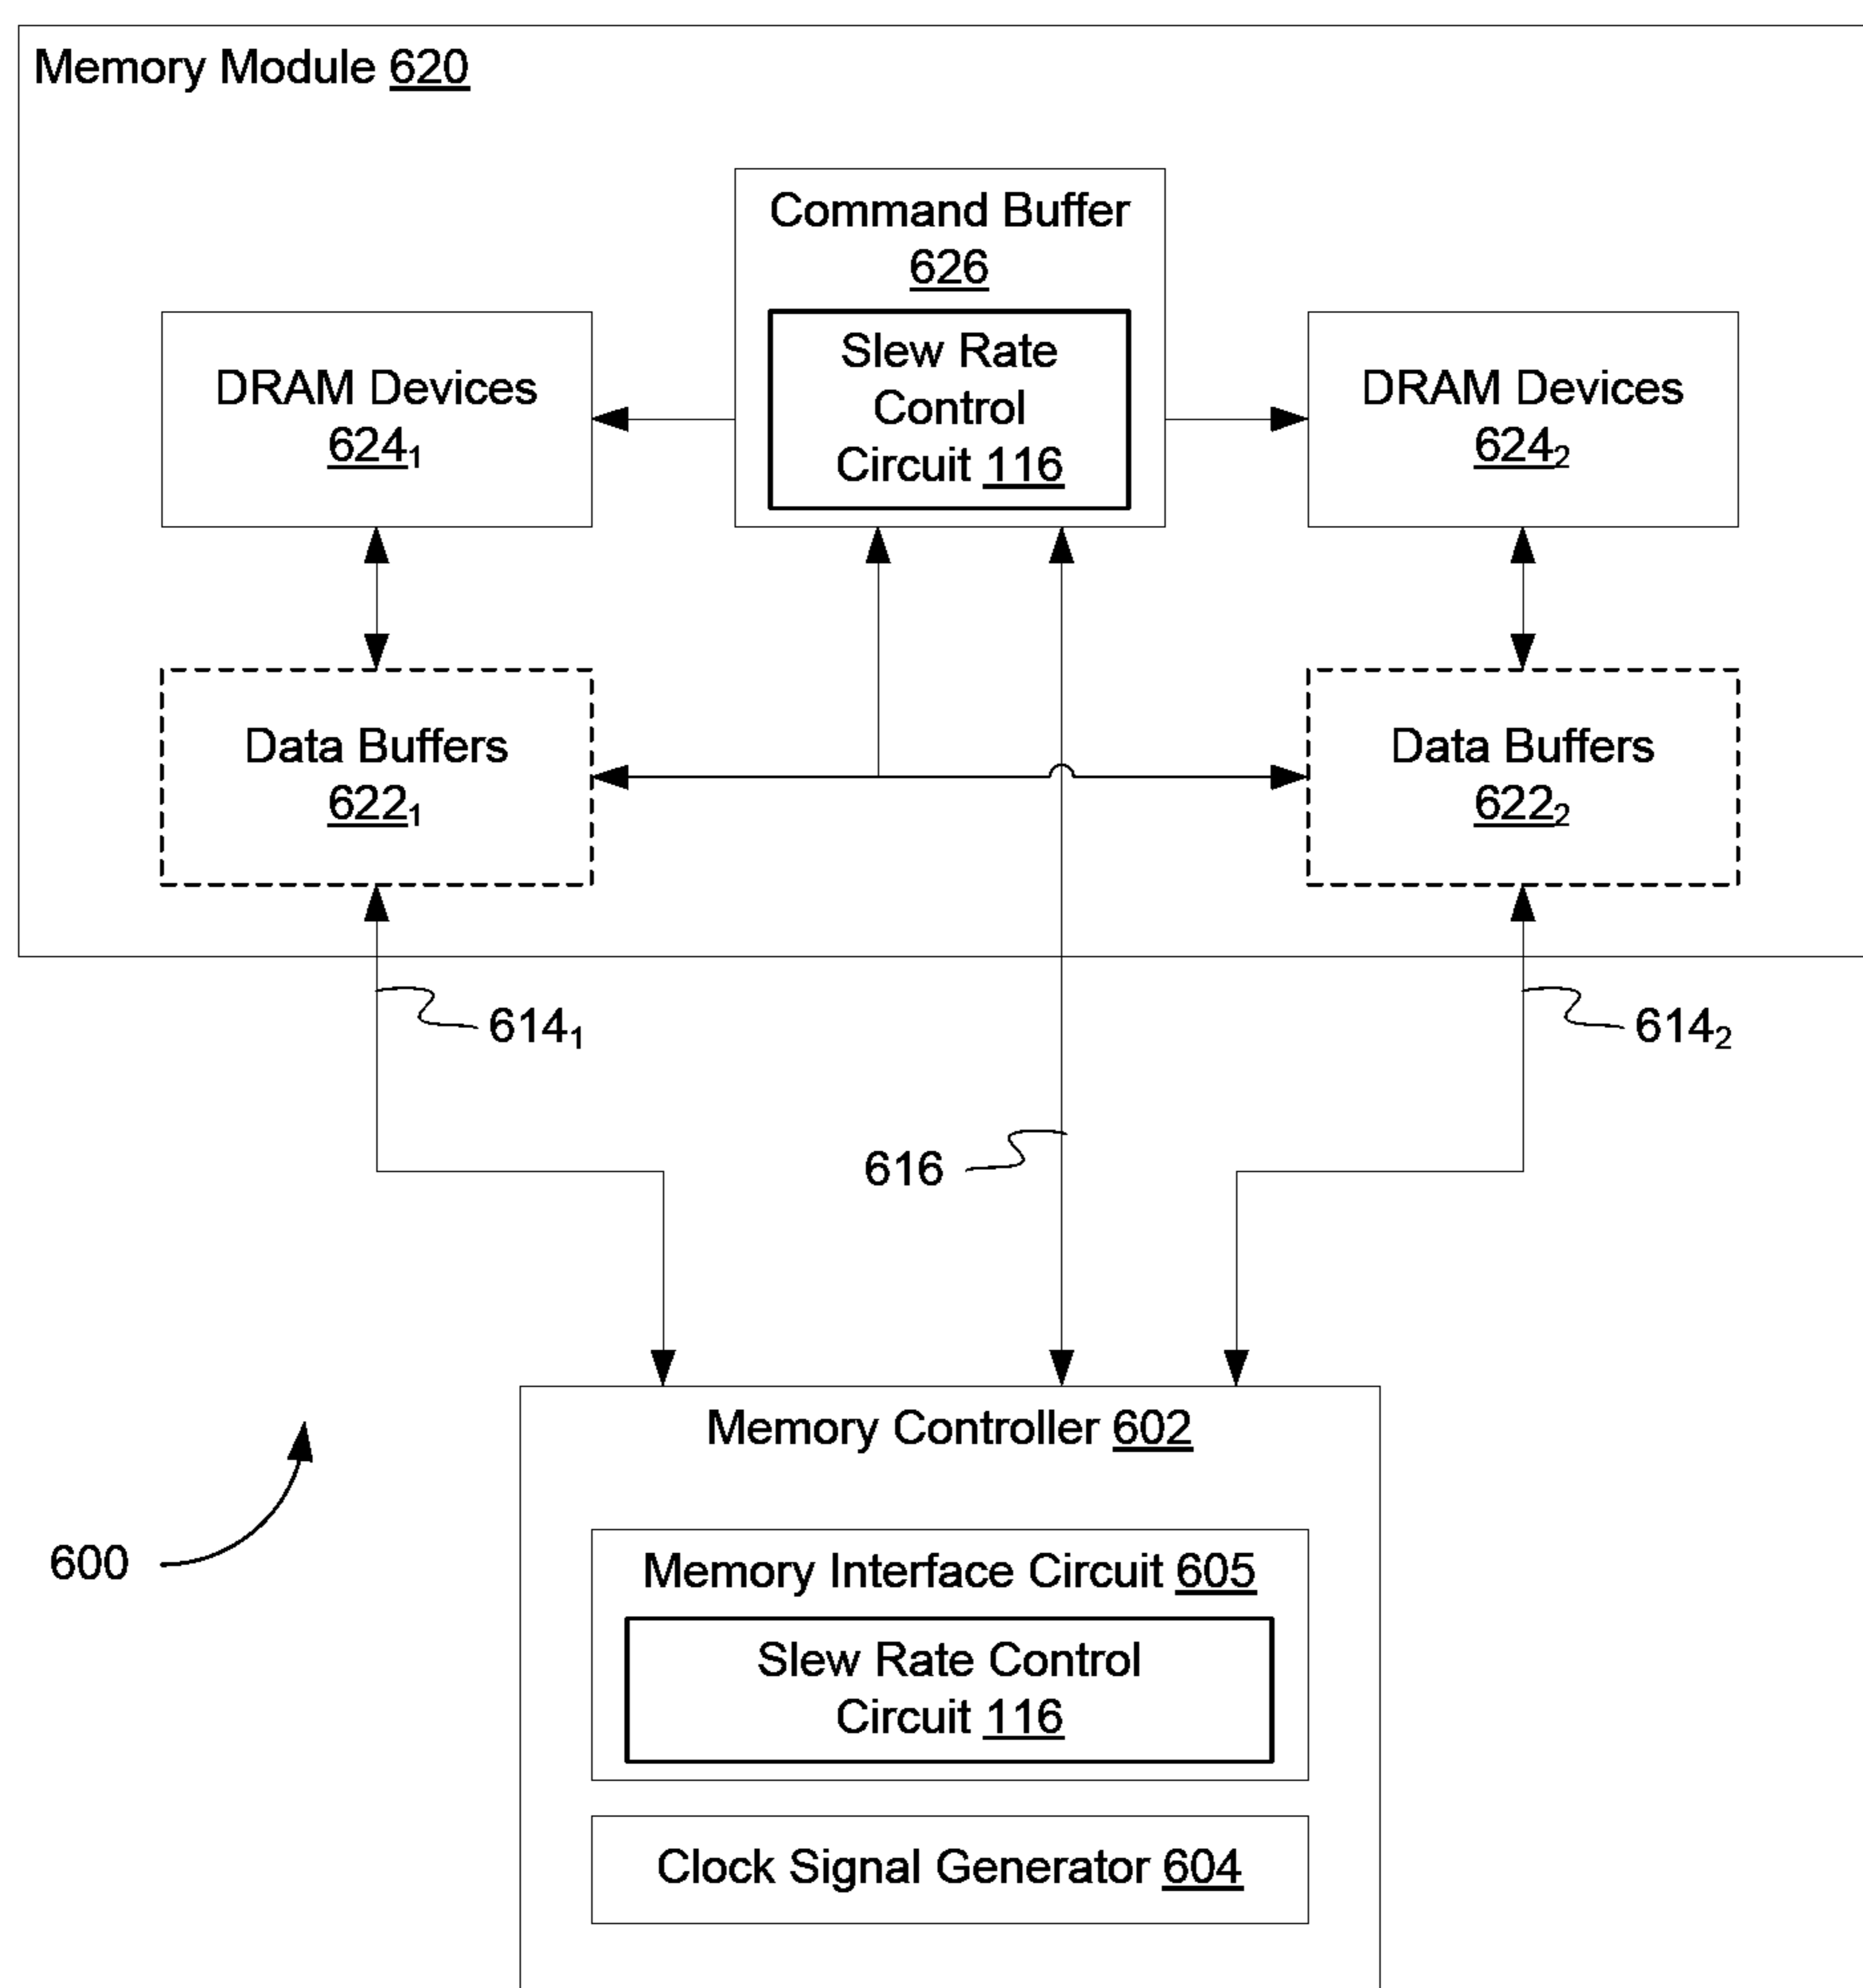 Memory Module 620
Command Buffer
626
Slew Rate
Control
Circuit 116
DRAM Devices
624₁
DRAM Devices
624₂
Data Buffers
622₁
Data Buffers
622₂
614₁
614₂
616
Memory Controller 602
600
Memory Interface Circuit 605
Slew Rate Control
Circuit 116
Clock Signal Generator 604